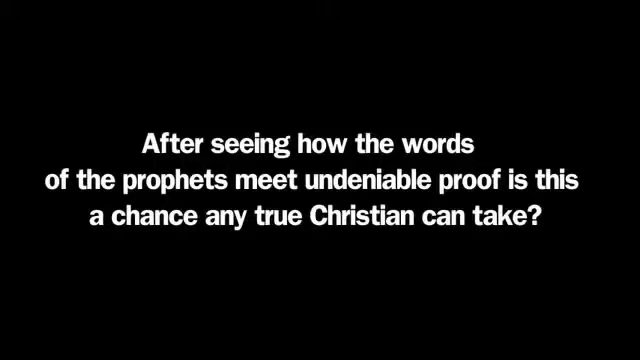 After seeing how the words
of the prophets meet undeniable proof is this
a chance any true Christian can take?